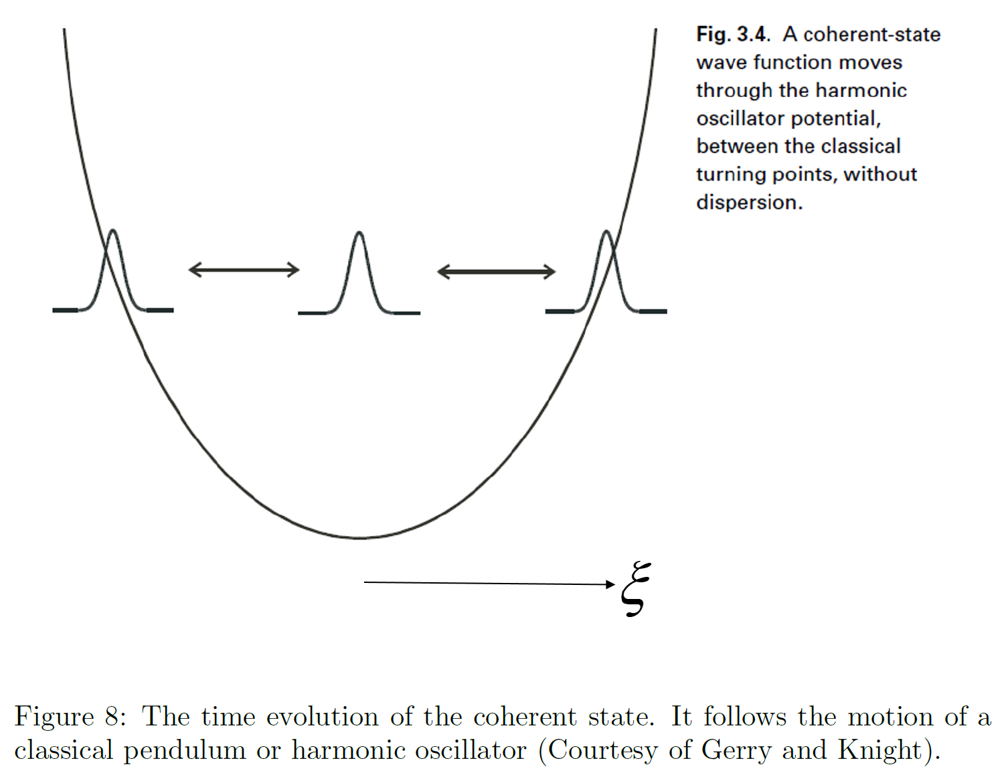 Fig. 3.4. A coherent-state
wave function moves
through the harmonic
oscillator potential,
between the classical
turning points, without
dispersion.
ξ
Figure 8: The time evolution of the coherent state. It follows the motion of a
classical pendulum or harmonic oscillator (Courtesy of Gerry and Knight).